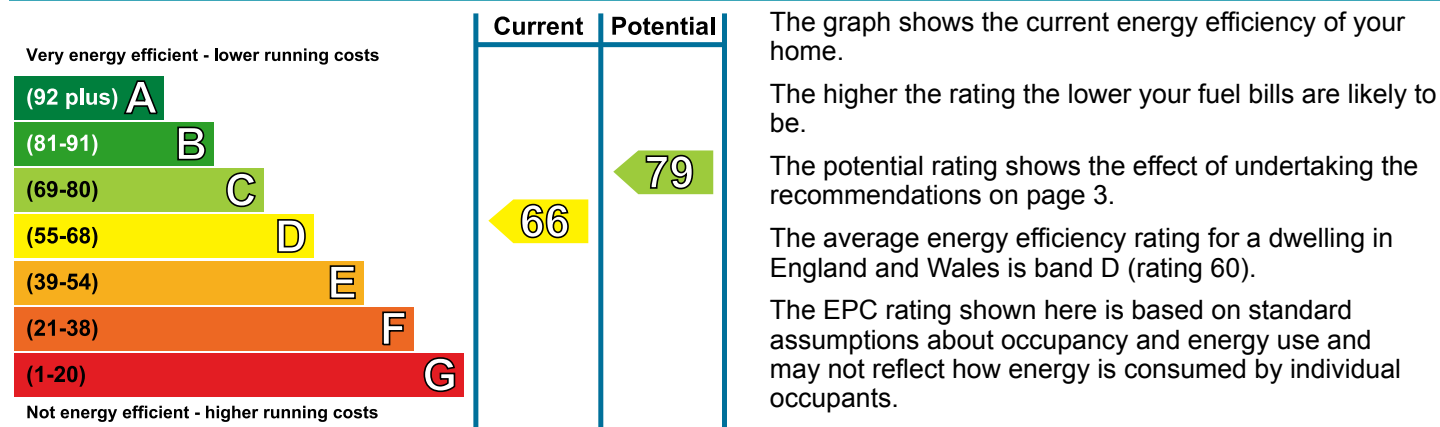 Current Potential
Very energy efficient - lower running costs
(92 plus) A
(81-91) B
(69-80) C
(55-68) D
(39-54) E
(21-38) F
(1-20) G
Not energy efficient - higher running costs
66
79
The graph shows the current energy efficiency of your
home.
The higher the rating the lower your fuel bills are likely to
be.
The potential rating shows the effect of undertaking the
recommendations on page 3.
The average energy efficiency rating for a dwelling in
England and Wales is band D (rating 60).
The EPC rating shown here is based on standard
assumptions about occupancy and energy use and
may not reflect how energy is consumed by individual
occupants.